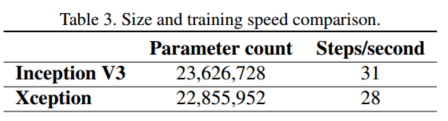 Table 3. Size and training speed comparison.
Parameter count Steps/second
Inception V3 23,626,728 31
Xception 22,855,952 28